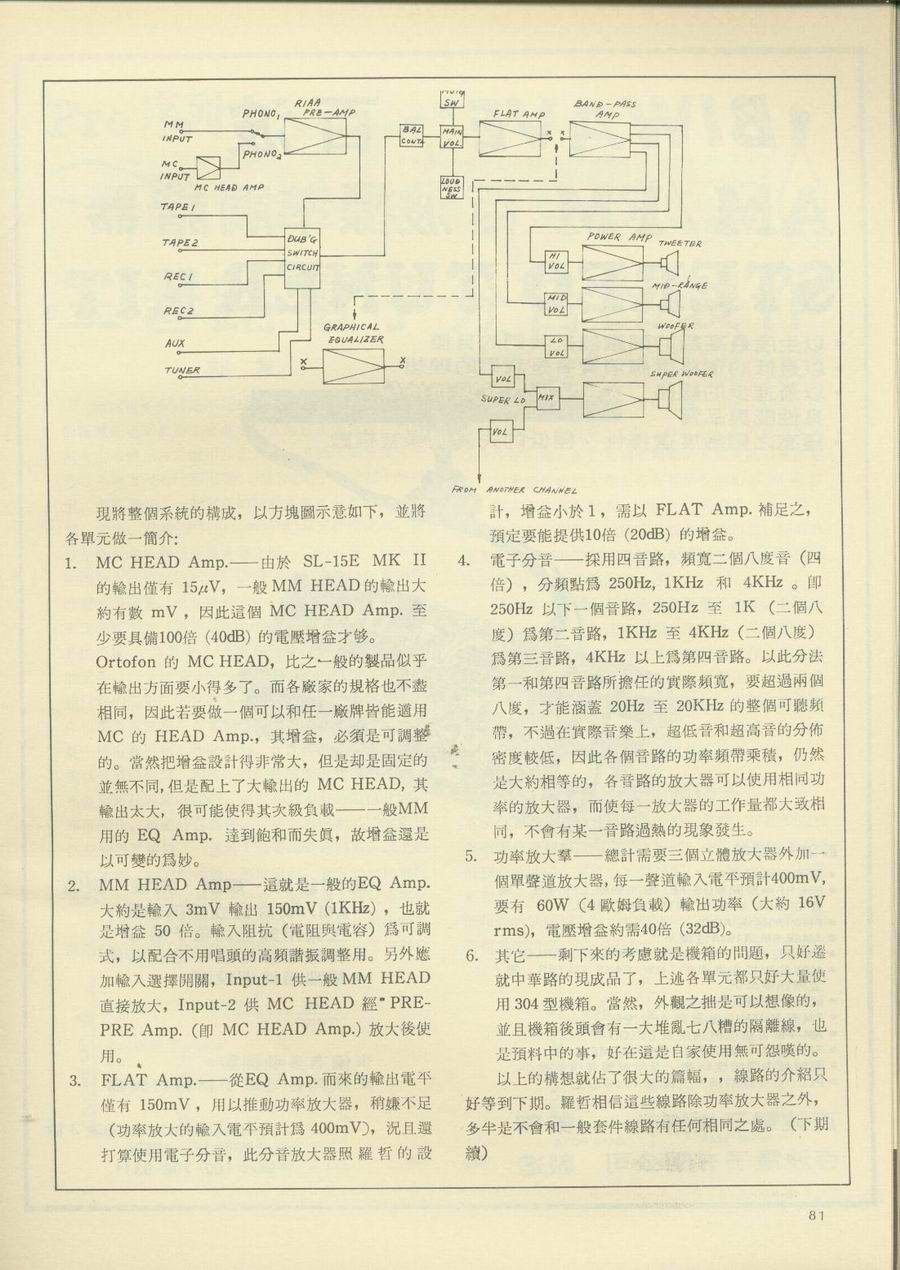 RIAA
PHONO1 PRE-AMP
MM
INPUT
PHONO2
MC
INPUT
MC HEAD AMP
SW
BAL
CONT.
MAIN
VOL.
LOUD
NESS
SW
FLAT AMP
X X
BAND-PASS
AMP
TAPE 1
TAPE 2
REC 1
REC 2
AUX
TUNER
DUB'G
SWITCH
CIRCUIT
GRAPHICAL
EQUALIZER
X X
POWER AMP
HI
VOL
TWEETER
MID
VOL
MID-RANGE
LO
VOL
WOOFER
VOL
SUPER LO
MIX
SUPER WOOFER
VOL
FROM ANOTHER CHANNEL
現將整個系統的構成，以方塊圖示意如下，並將
各單元做一簡介:
1. MC HEAD Amp.——由於 SL-15E MK II
的輸出僅有 15μV，一般 MM HEAD的輸出大
約有數 mV，因此這個 MC HEAD Amp. 至
少要具備100倍 (40dB) 的電壓增益才够。
Ortofon 的 MC HEAD，比之一般的製品似乎
在輸出方面要小得多了。而各廠家的規格也不盡
相同，因此若要做一個可以和任一廠牌皆能適用
MC 的 HEAD Amp.，其增益，必須是可調整
的。當然把增益設計得非常大，但是却是固定的
並無不同,但是配上了大輸出的 MC HEAD, 其
輸出太大，很可能使得其次級負載——一般MM
用的 EQ Amp. 達到飽和而失眞，故增益還是
以可變的爲妙。
2. MM HEAD Amp——這就是一般的EQ Amp.
大約是輸入 3mV 輸出 150mV (1KHz)，也就
是增益 50 倍。輸入阻抗（電阻與電容）爲可調
式，以配合不用唱頭的高頻諧振調整用。另外應
加輸入選擇開關，Input-1 供一般 MM HEAD
直接放大，Input-2 供 MC HEAD 經 PRE-
PRE Amp. (卽 MC HEAD Amp.) 放大後使
用。
3. FLAT Amp.——從EQ Amp. 而來的輸出電平
僅有 150mV，用以推動功率放大器，稍嫌不足
（功率放大的輸入電平預計爲 400mV），況且還
打算使用電子分音，此分音放大器照羅哲的設
計，增益小於1，需以 FLAT Amp. 補足之，
預定要能提供10倍 (20dB) 的增益。
4. 電子分音——採用四音路，頻寬二個八度音（四
倍），分頻點爲 250Hz, 1KHz 和 4KHz 。卽
250Hz 以下一個音路，250Hz 至 1K （二個八
度）爲第二音路，1KHz 至 4KHz（二個八度）
爲第三音路，4KHz 以上爲第四音路。以此分法
第一和第四音路所擔任的實際頻寬，要超過兩個
八度，才能涵蓋 20Hz 至 20KHz 的整個可聽頻
帶，不過在實際音樂上，超低音和超高音的分佈
密度較低，因此各個音路的功率頻帶乘積，仍然
是大約相等的，各音路的放大器可以使用相同功
率的放大器，而使每一放大器的工作量都大致相
同，不會有某一音路過熱的現象發生。
5. 功率放大羣——總計需要三個立體放大器外加一
個單聲道放大器,每一聲道輸入電平預計400mV,
要有 60W（4 歐姆負載）輸出功率（大約 16V
rms)，電壓增益約需40倍 (32dB)。
6. 其它——剩下來的考慮就是機箱的問題，只好遷
就中華路的現成品了，上述各單元都只好大量使
用 304 型機箱。當然，外觀之拙是可以想像的，
並且機箱後頭會有一大堆亂七八糟的隔離線，也
是預料中的事，好在這是自家使用無可怨嘆的。
以上的構想就佔了很大的篇幅，，線路的介紹只
好等到下期。羅哲相信這些線路除功率放大器之外，
多半是不會和一般套件線路有任何相同之處。（下期
續）
81